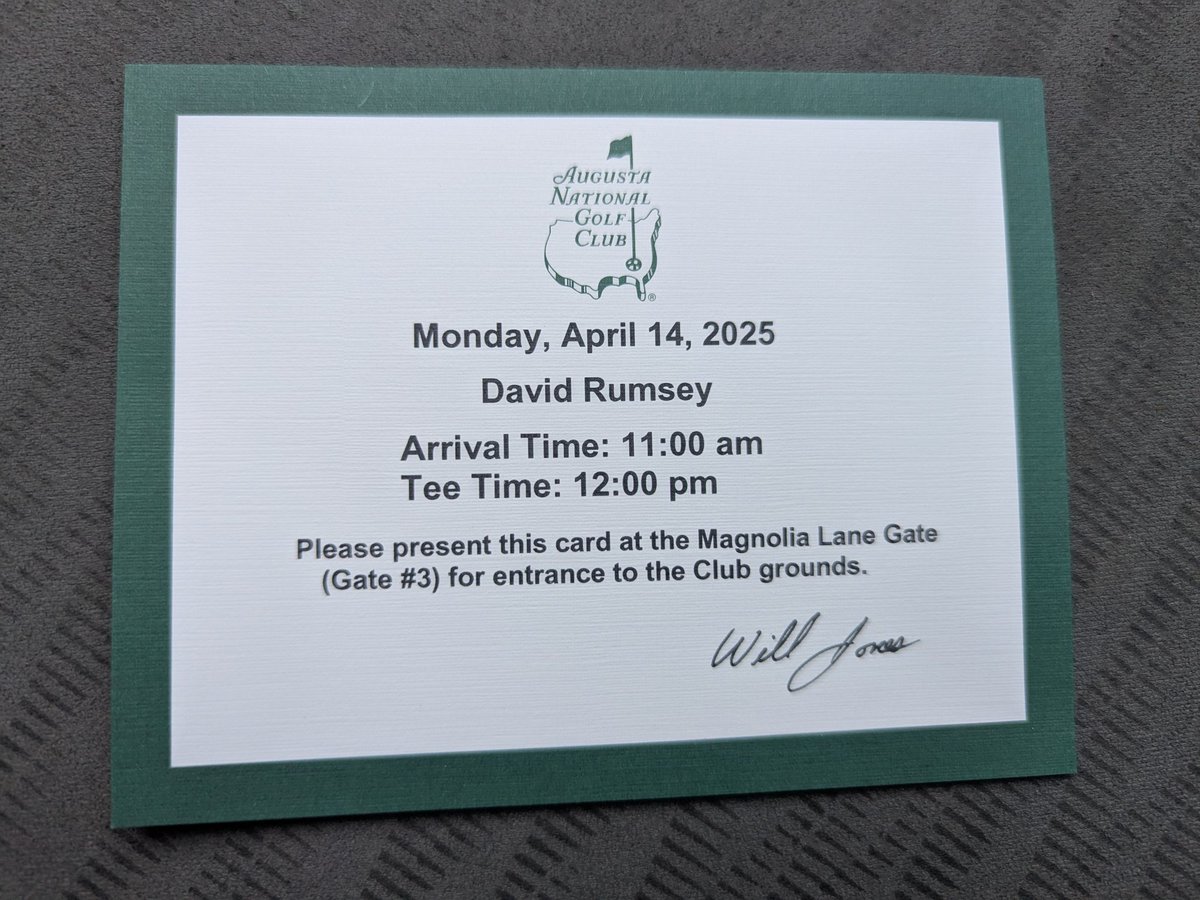 AUGUSTA
NATIONAL
GOLF
CLUB
®
Monday, April 14, 2025
David Rumsey
Arrival Time: 11:00 am
Tee Time: 12:00 pm
Please present this card at the Magnolia Lane Gate
(Gate #3) for entrance to the Club grounds.
Will Jones